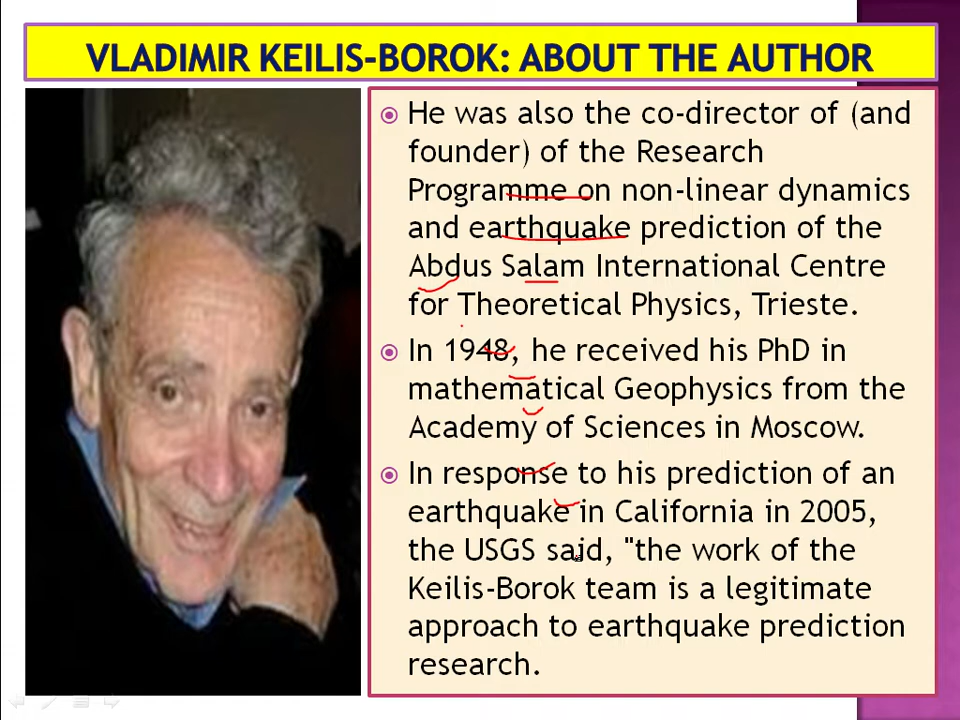 VLADIMIR KEILIS-BOROK: ABOUT THE AUTHOR
He was also the co-director of (and
founder) of the Research
Programme on non-linear dynamics
and earthquake prediction of the
Abdus Salam International Centre
for Theoretical Physics, Trieste.
In 1948, he received his PhD in
mathematical Geophysics from the
Academy of Sciences in Moscow.
In response to his prediction of an
earthquake in California in 2005,
the USGS said, "the work of the
Keilis-Borok team is a legitimate
approach to earthquake prediction
research.